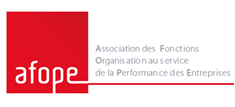 afope
Association des Fonctions
Organisation au service
de la Performance des Entreprises